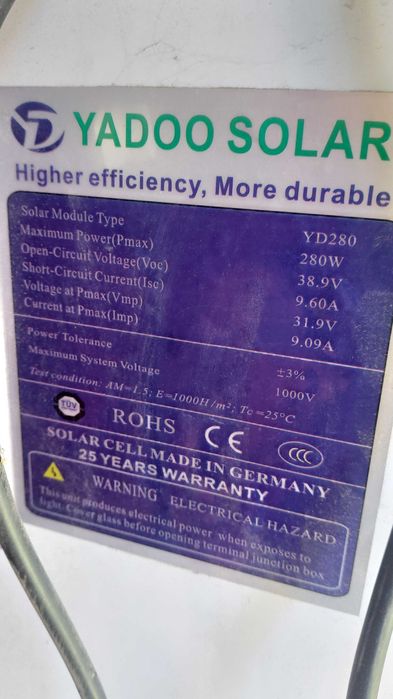 YADOO SOLAR
Higher efficiency, More durable
Solar Module Type YD280
Maximum Power(Pmax) 280W
Open-Circuit Voltage(Voc) 38.9V
Short-Circuit Current(Isc) 9.60A
Voltage at Pmax(Vmp) 31.9V
Current at Pmax(Imp) 9.09A
Power Tolerance ±3%
Maximum System Voltage 1000V
Test condition: AM=1.5; E=1000H/m²; Tc=25°C
TÜV ROHS CE CCC
SOLAR CELL MADE IN GERMANY
25 YEARS WARRANTY
WARNING ELECTRICAL HAZARD
This unit produces electrical power when exposes to
light. Cover glass before opening terminal junction box